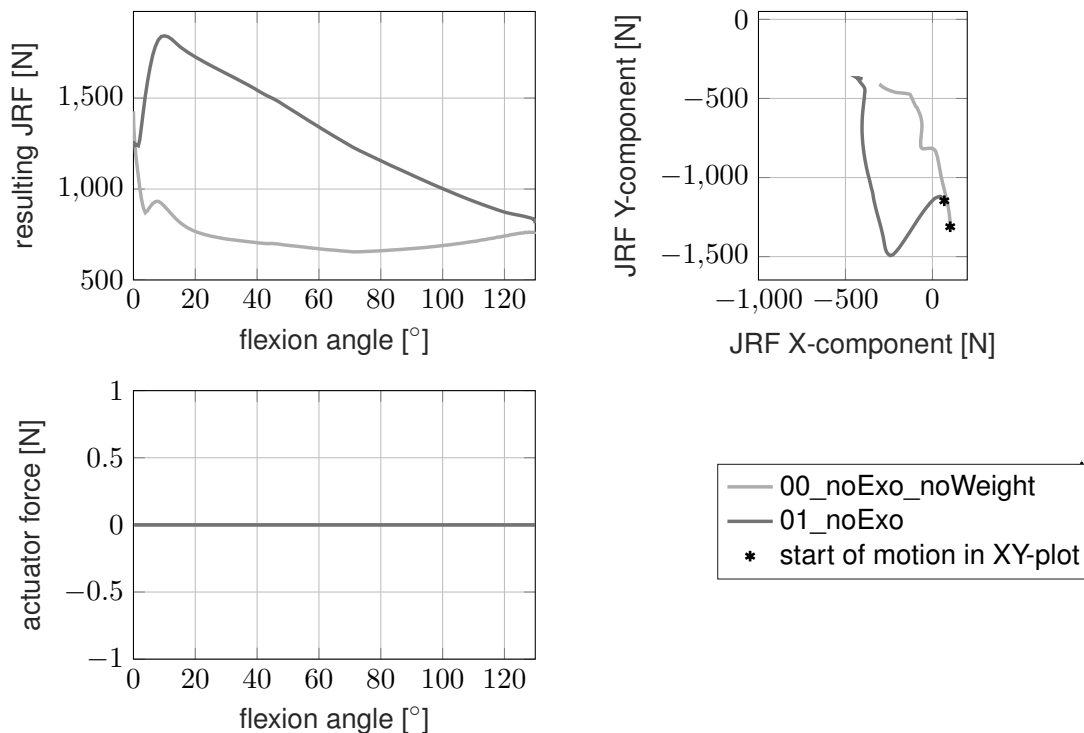 resulting JRF [N]
1,500
1,000
500
0 20 40 60 80 100 120
flexion angle [°]
JRF Y-component [N]
0
−500
−1,000
−1,500
−1,000 −500 0
JRF X-component [N]
actuator force [N]
1
0.5
0
−0.5
−1
0 20 40 60 80 100 120
flexion angle [°]
00_noExo_noWeight
01_noExo
* start of motion in XY-plot